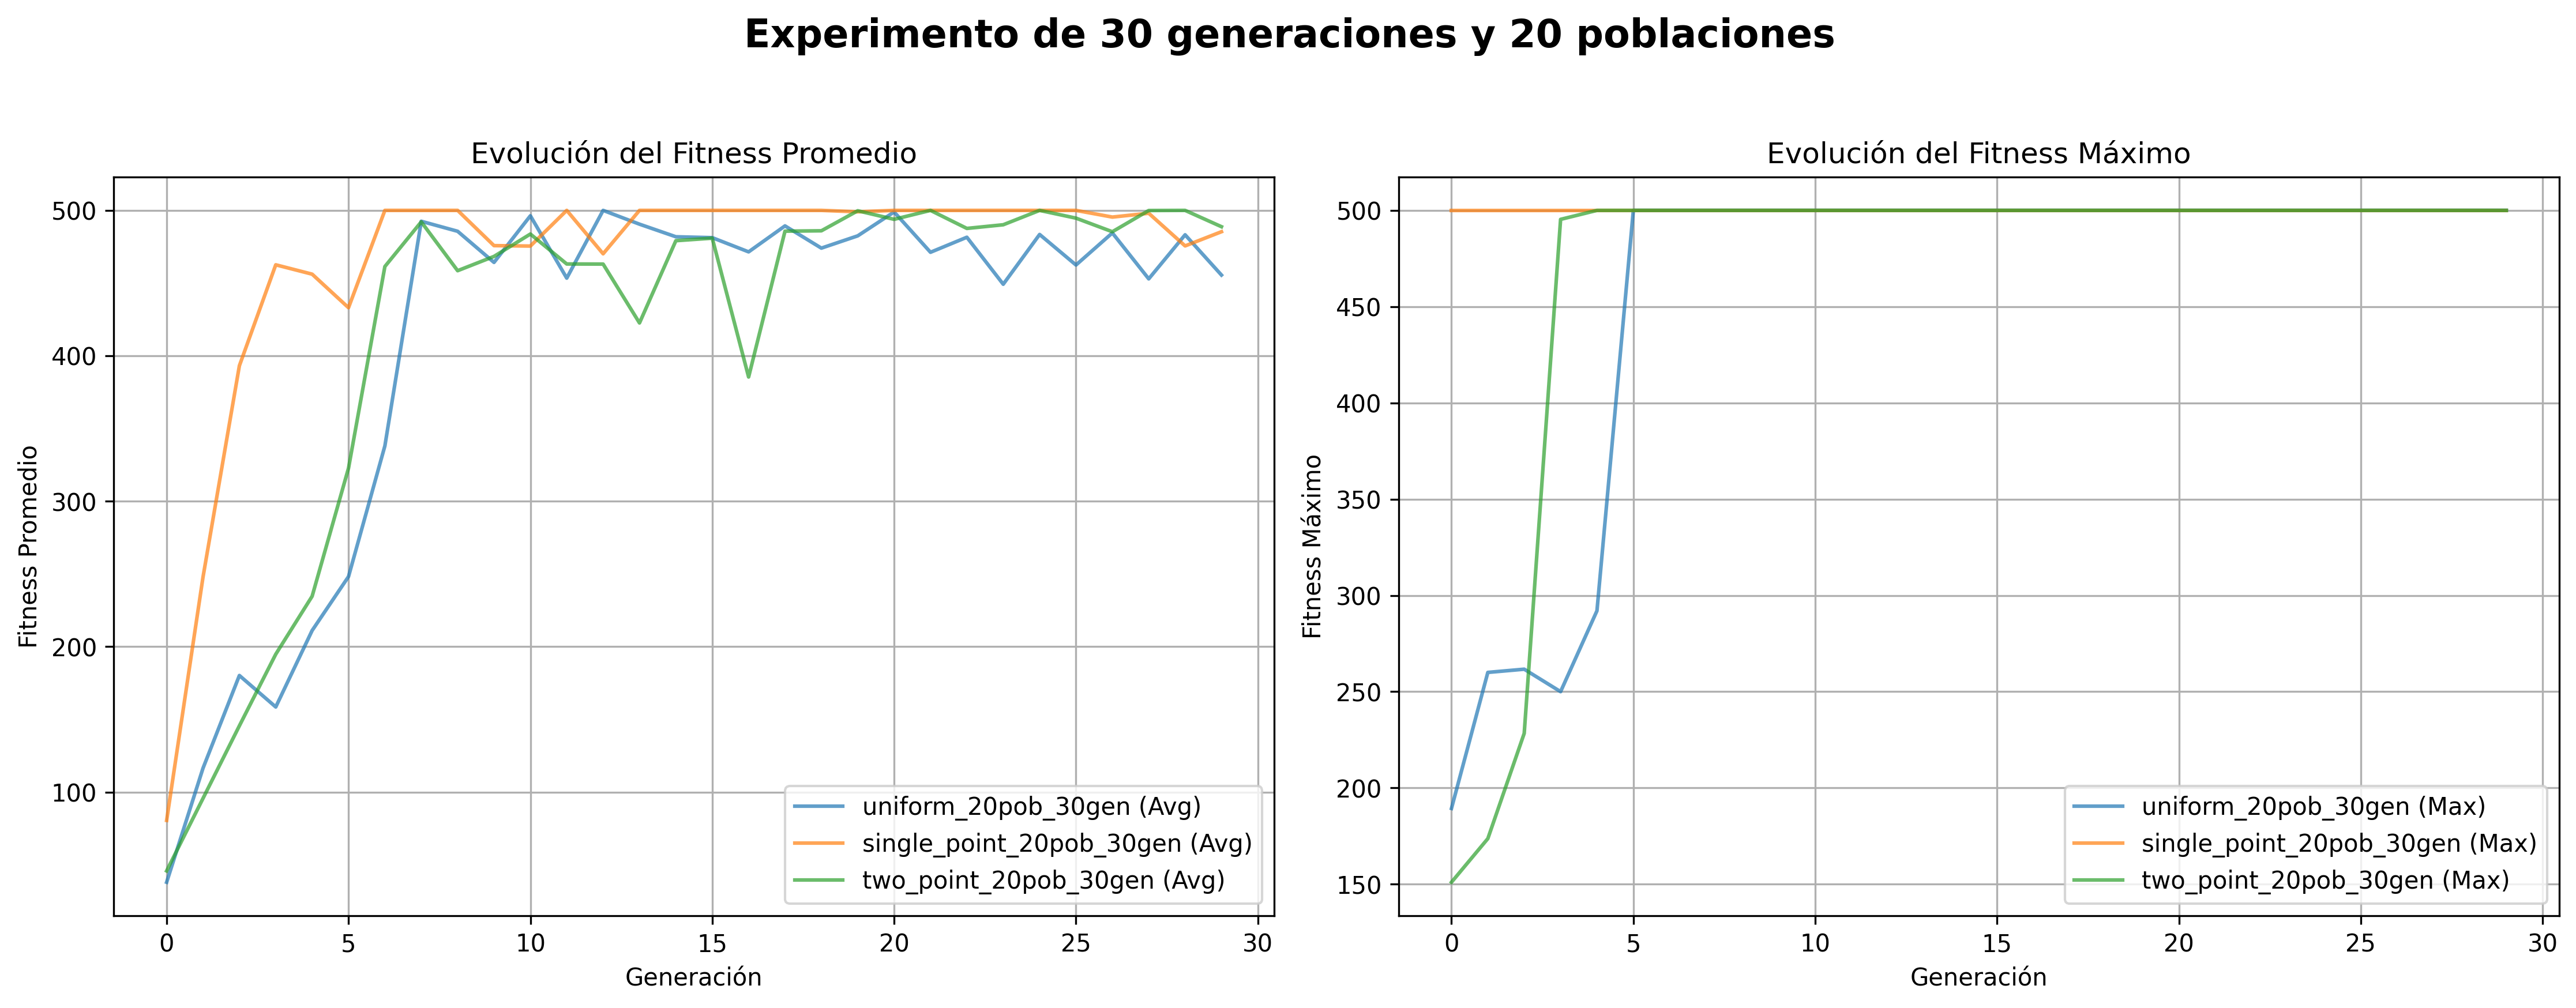 Experimento de 30 generaciones y 20 poblaciones
Evolución del Fitness Promedio
Fitness Promedio
500
400
300
200
100
0
5
10
15
20
25
30
Generación
uniform_20pob_30gen (Avg)
single_point_20pob_30gen (Avg)
two_point_20pob_30gen (Avg)
Evolución del Fitness Máximo
Fitness Máximo
500
450
400
350
300
250
200
150
0
5
10
15
20
25
30
Generación
uniform_20pob_30gen (Max)
single_point_20pob_30gen (Max)
two_point_20pob_30gen (Max)